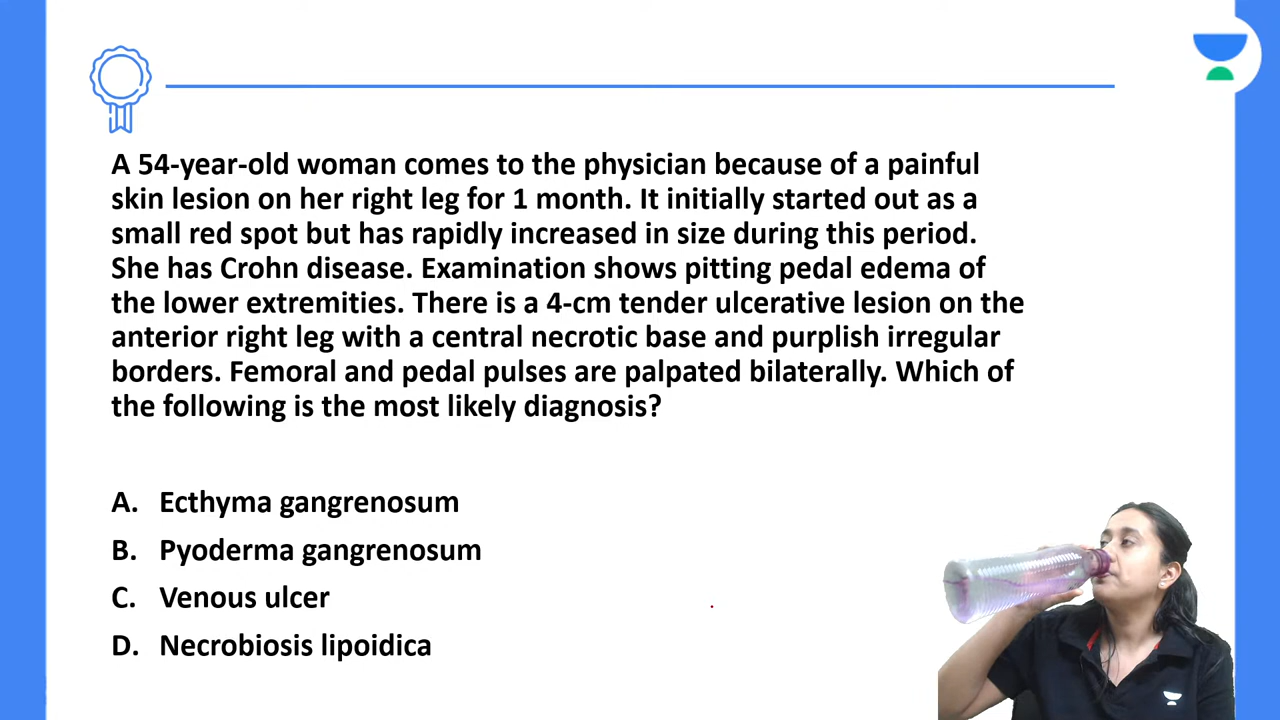 A 54-year-old woman comes to the physician because of a painful
skin lesion on her right leg for 1 month. It initially started out as a
small red spot but has rapidly increased in size during this period.
She has Crohn disease. Examination shows pitting pedal edema of
the lower extremities. There is a 4-cm tender ulcerative lesion on the
anterior right leg with a central necrotic base and purplish irregular
borders. Femoral and pedal pulses are palpated bilaterally. Which of
the following is the most likely diagnosis?
A. Ecthyma gangrenosum
B. Pyoderma gangrenosum
C. Venous ulcer
D. Necrobiosis lipoidica